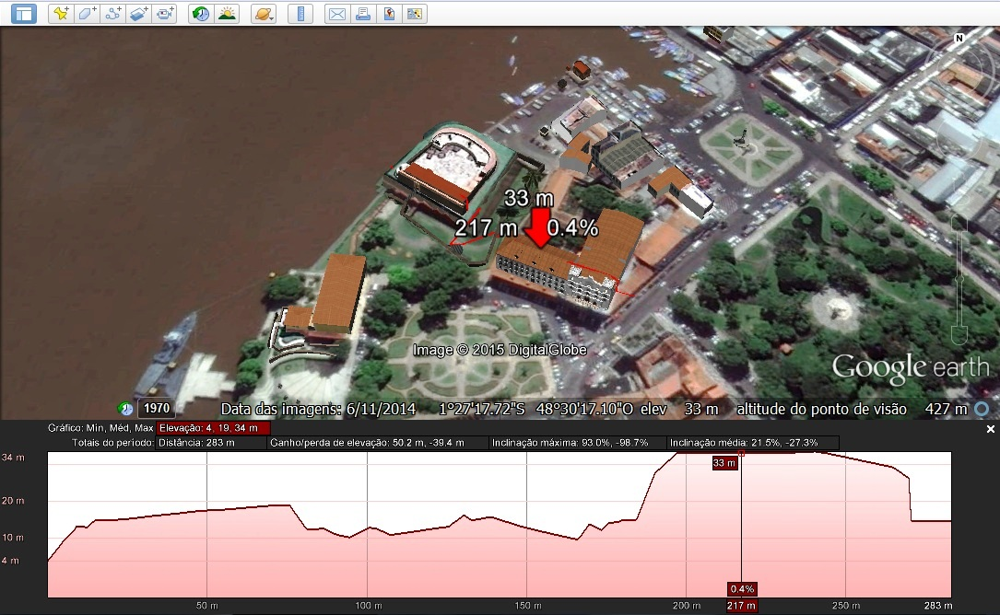 N
33 m
217 m 0.4%
Image © 2015 DigitalGlobe
Google earth
1970 Data das imagens: 6/11/2014 1°27'17.72"S 48°30'17.10"O elev 33 m altitude do ponto de visão 427 m
Gráfico: Mín, Méd, Max Elevação: 4, 19, 34 m
Totais do período: Distância: 283 m Ganho/perda de elevação: 50.2 m, -39.4 m Inclinação máxima: 93.0%, -98.7% Inclinação média: 21.5%, -27.3%
34 m
33 m
20 m
10 m
4 m
0.4%
50 m 100 m 150 m 200 m 217 m 250 m 283 m